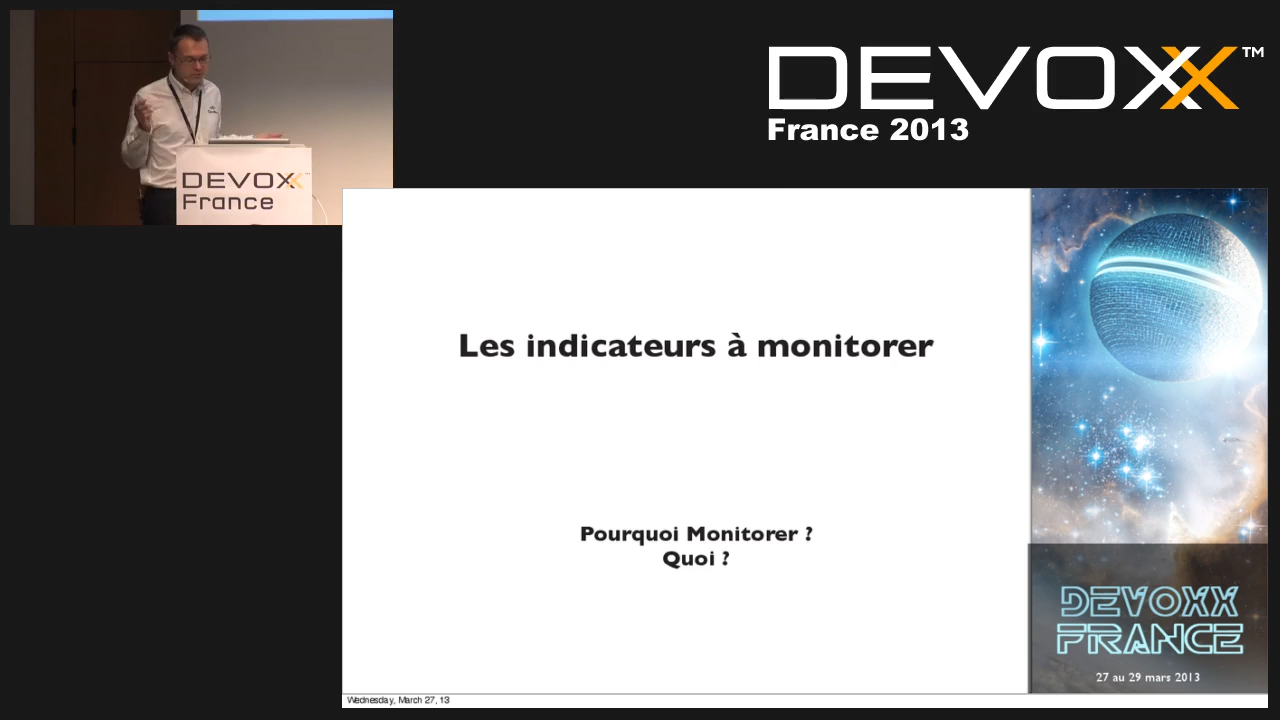 DEVOXX™
France 2013
DEVOXX™
France
Les indicateurs à monitorer
Pourquoi Monitorer ?
Quoi ?
DEVOXX
FRANCE
27 au 29 mars 2013
Wednesday, March 27, 13